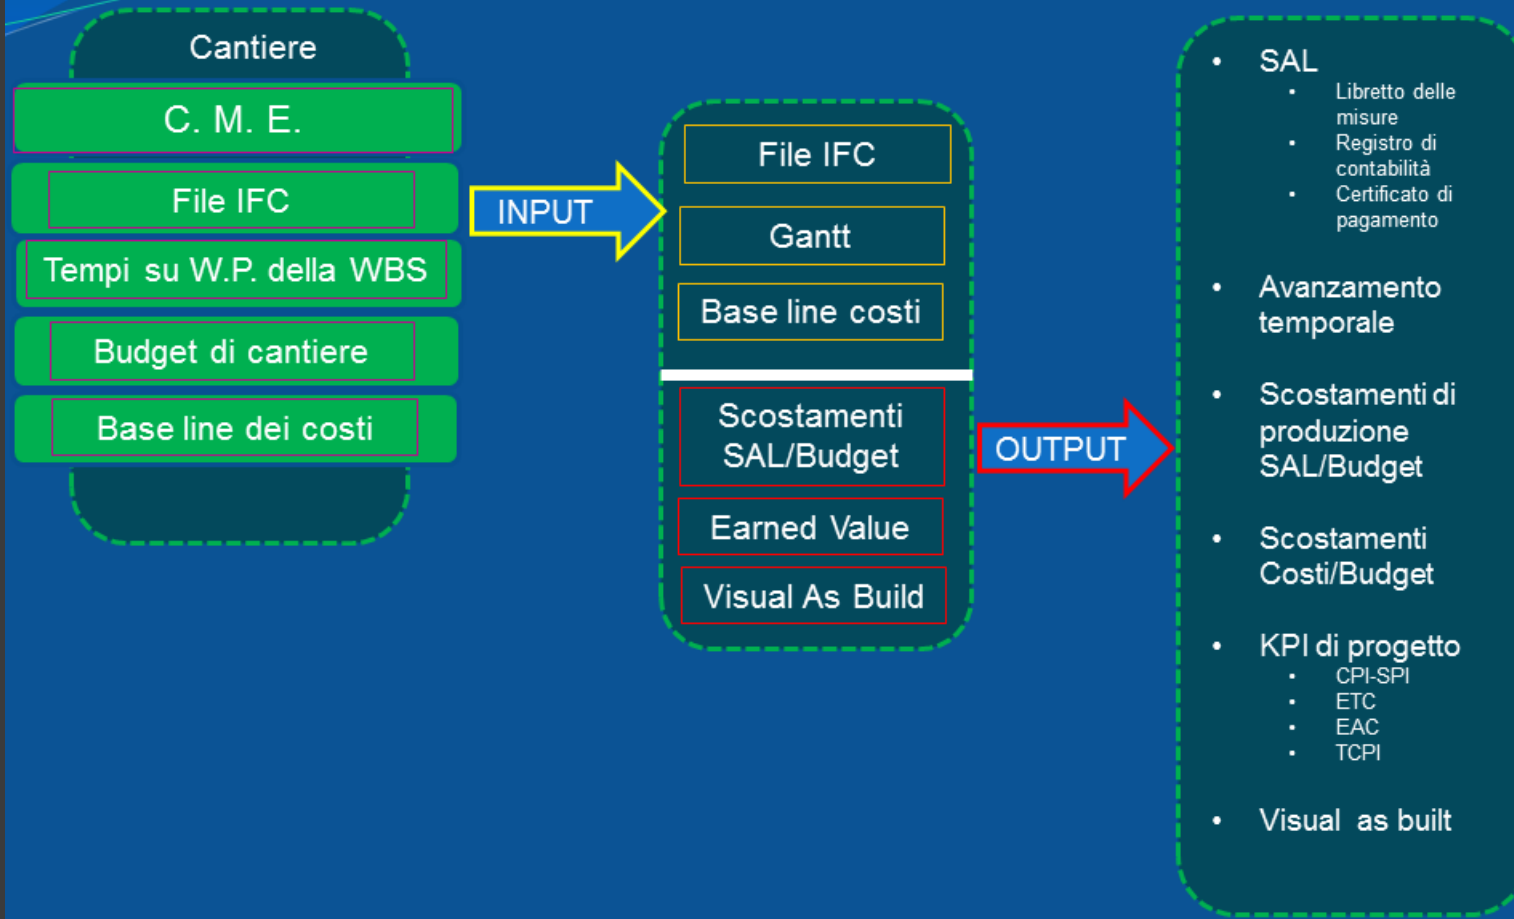 Cantiere
C. M. E.
File IFC
Tempi su W.P. della WBS
Budget di cantiere
Base line dei costi
INPUT
File IFC
Gantt
Base line costi
Scostamenti
SAL/Budget
Earned Value
Visual As Build
OUTPUT
• SAL
• Libretto delle
misure
• Registro di
contabilità
• Certificato di
pagamento
• Avanzamento
temporale
• Scostamenti di
produzione
SAL/Budget
• Scostamenti
Costi/Budget
• KPI di progetto
• CPI-SPI
• ETC
• EAC
• TCPI
• Visual as built